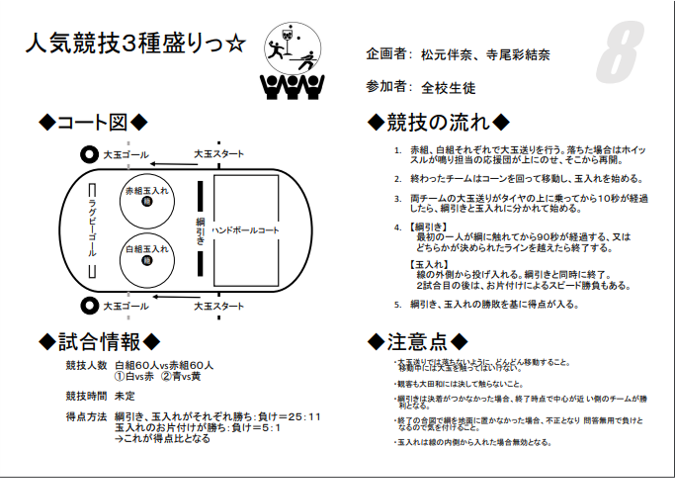 人気競技３種盛りっ☆
企画者： 松元伴奈、寺尾彩結奈
参加者： 全校生徒
8
◆コート図◆
大玉ゴール
大玉スタート
赤組玉入れ
白組玉入れ
ラグビーゴール
綱引き
ハンドボールコート
大玉ゴール
大玉スタート
◆試合情報◆
競技人数 白組60人vs赤組60人
①白vs赤 ②青vs黄
競技時間 未定
得点方法 綱引き、玉入れがそれぞれ勝ち：負け＝25：11
玉入れのお片付けが勝ち：負け＝5：1
→これが得点比となる
◆競技の流れ◆
1. 赤組、白組それぞれで大玉送りを行う。落ちた場合はホイッ
スルが鳴り担当の応援団が上にのせ、そこから再開。
2. 終わったチームはコーンを回って移動し、玉入れを始める。
3. 両チームの大玉送りがタイヤの上に乗ってから10秒が経過
したら、綱引きと玉入れに分かれて始める。
4. 【綱引き】
最初の一人が綱に触れてから90秒が経過する、又は
どちらかが決められたラインを越えたら終了する。
【玉入れ】
線の外側から投げ入れる。綱引きと同時に終了。
2試合目の後は、お片付けによるスピード勝負もある。
5. 綱引き、玉入れの勝敗を基に得点が入る。
◆注意点◆
・大玉送りでは落ちないように、どんどん移動すること。
移動中には大玉を触ってはいけない。
・観客も大田和には決して触らないこと。
・綱引きは決着がつかなかった場合、終了時点で中心が近い側のチームが勝
利となる。
・終了の合図で綱を地面に置かなかった場合、不正となり 問答無用で負けと
なるので気を付けること。
・玉入れは線の内側から入れた場合無効となる。